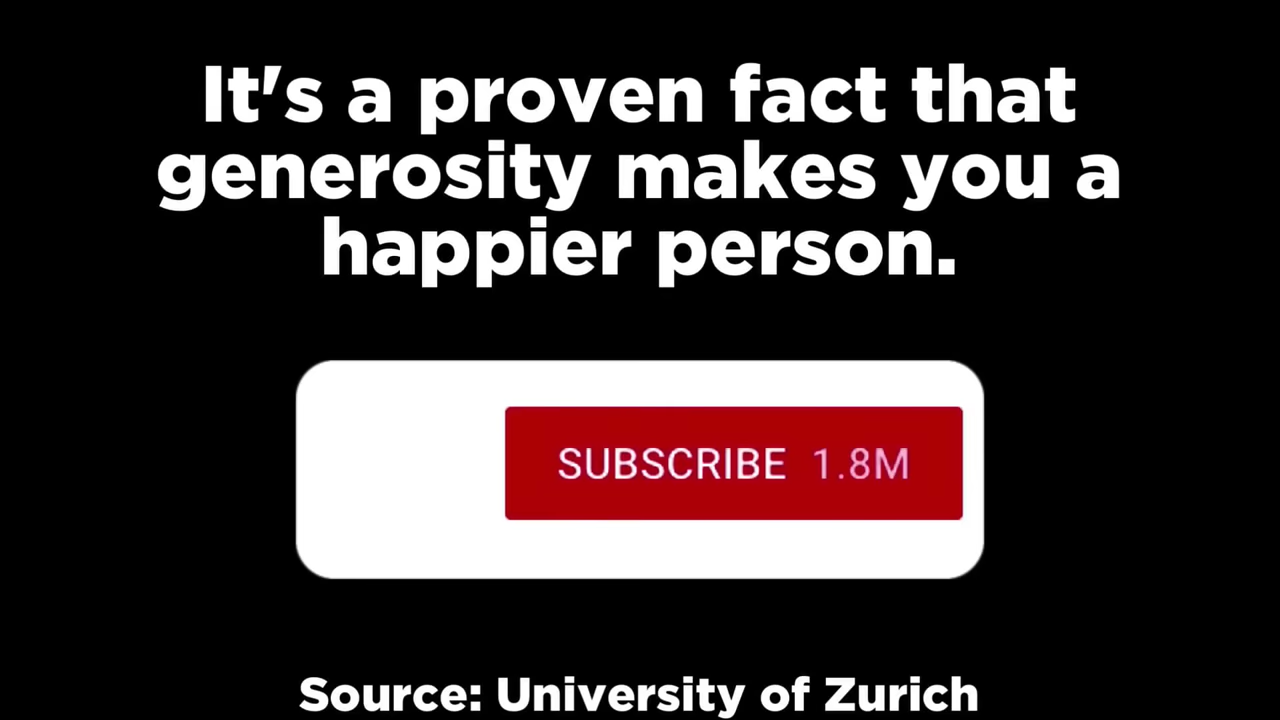 It's a proven fact that
generosity makes you a
happier person.
SUBSCRIBE 1.8M
Source: University of Zurich